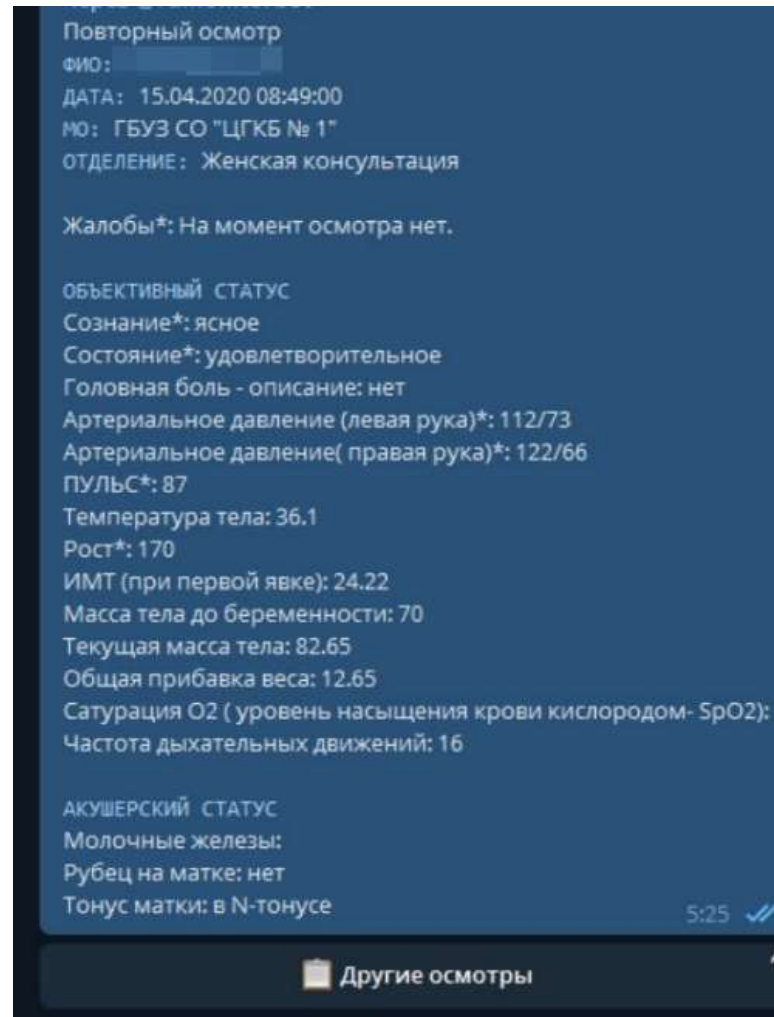 Повторный осмотр
ФИО:
ДАТА: 15.04.2020 08:49:00
МО: ГБУЗ СО "ЦГКБ № 1"
ОТДЕЛЕНИЕ: Женская консультация
Жалобы*: На момент осмотра нет.
ОБЪЕКТИВНЫЙ СТАТУС
Сознание*: ясное
Состояние*: удовлетворительное
Головная боль - описание: нет
Артериальное давление (левая рука)*: 112/73
Артериальное давление( правая рука)*: 122/66
ПУЛЬС*: 87
Температура тела: 36.1
Рост*: 170
ИМТ (при первой явке): 24.22
Масса тела до беременности: 70
Текущая масса тела: 82.65
Общая прибавка веса: 12.65
Сатурация О2 ( уровень насыщения крови кислородом- SpO2):
Частота дыхательных движений: 16
АКУШЕРСКИЙ СТАТУС
Молочные железы:
Рубец на матке: нет
Тонус матки: в N-тонусе
5:25
Другие осмотры